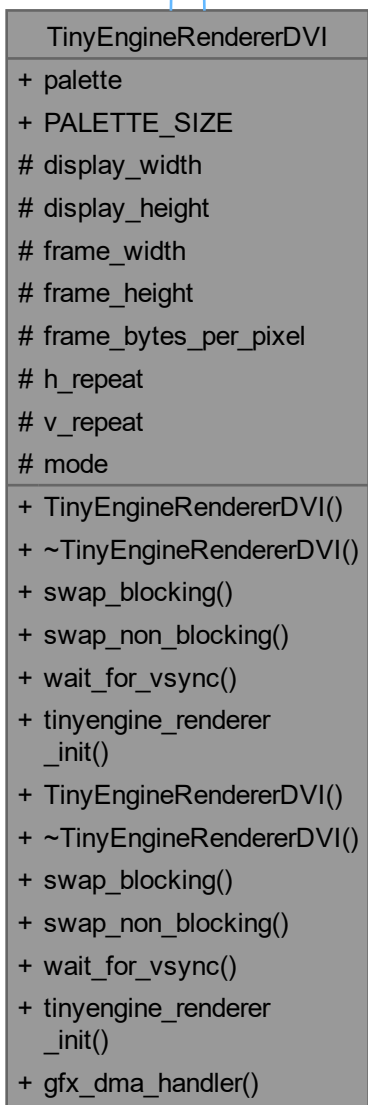 TinyEngineRendererDVI
+ palette
+ PALETTE_SIZE
# display_width
# display_height
# frame_width
# frame_height
# frame_bytes_per_pixel
# h_repeat
# v_repeat
# mode
+ TinyEngineRendererDVI()
+ ~TinyEngineRendererDVI()
+ swap_blocking()
+ swap_non_blocking()
+ wait_for_vsync()
+ tinyengine_renderer
_init()
+ TinyEngineRendererDVI()
+ ~TinyEngineRendererDVI()
+ swap_blocking()
+ swap_non_blocking()
+ wait_for_vsync()
+ tinyengine_renderer
_init()
+ gfx_dma_handler()